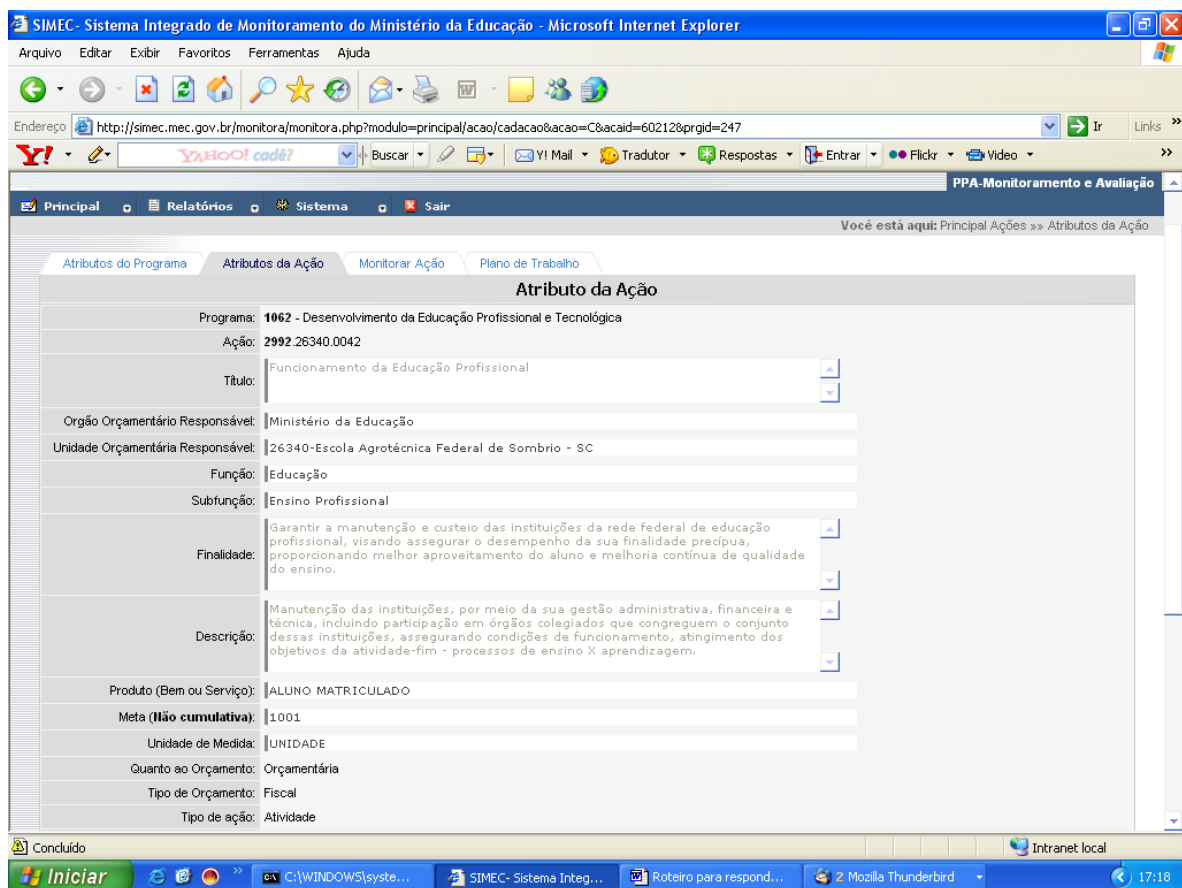 SIMEC- Sistema Integrado de Monitoramento do Ministério da Educação - Microsoft Internet Explorer
Arquivo Editar Exibir Favoritos Ferramentas Ajuda
Endereço http://simec.mec.gov.br/monitora/monitora.php?modulo=principal/acao/cadacao&acao=C&acaid=60212&prgid=247 Ir Links »
Y! YAHOO! cadê? Buscar Y! Mail Tradutor Respostas Entrar Flickr Video »
PPA-Monitoramento e Avaliação
Principal Relatórios Sistema Sair
Você está aqui: Principal Ações »» Atributos da Ação
Atributos do Programa Atributos da Ação Monitorar Ação Plano de Trabalho
Atributo da Ação
Programa: 1062 - Desenvolvimento da Educação Profissional e Tecnológica
Ação: 2992.26340.0042
Título: Funcionamento da Educação Profissional
Orgão Orçamentário Responsável: Ministério da Educação
Unidade Orçamentária Responsável: 26340-Escola Agrotécnica Federal de Sombrio - SC
Função: Educação
Subfunção: Ensino Profissional
Finalidade: Garantir a manutenção e custeio das instituições da rede federal de educação
profissional, visando assegurar o desempenho da sua finalidade precípua,
proporcionando melhor aproveitamento do aluno e melhoria contínua de qualidade
do ensino.
Descrição: Manutenção das instituições, por meio da sua gestão administrativa, financeira e
técnica, incluindo participação em órgãos colegiados que congreguem o conjunto
dessas instituições, assegurando condições de funcionamento, atingimento dos
objetivos da atividade-fim - processos de ensino X aprendizagem.
Produto (Bem ou Serviço): ALUNO MATRICULADO
Meta (Não cumulativa): 1001
Unidade de Medida: UNIDADE
Quanto ao Orçamento: Orçamentária
Tipo de Orçamento: Fiscal
Tipo de ação: Atividade
Concluído Intranet local
Iniciar » C:\WINDOWS\syste... SIMEC- Sistema Integ... Roteiro para respond... 2 Mozilla Thunderbird 17:18